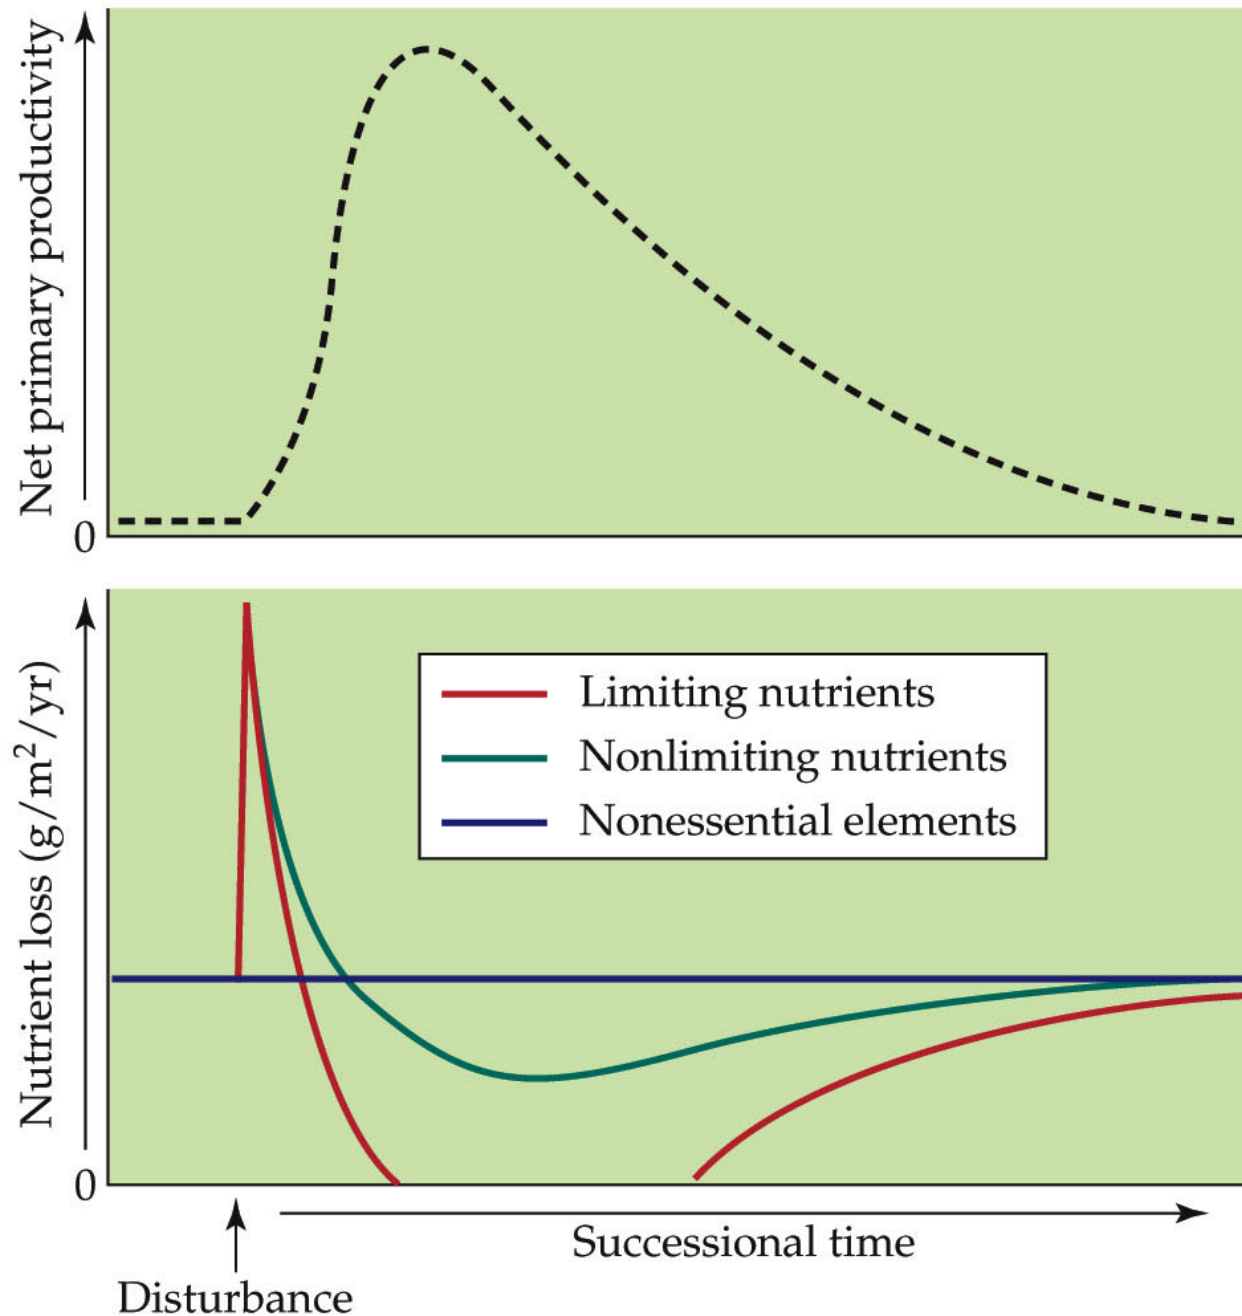 Net primary productivity
0
Nutrient loss (g/m²/yr)
Limiting nutrients
Nonlimiting nutrients
Nonessential elements
0
Successional time
Disturbance